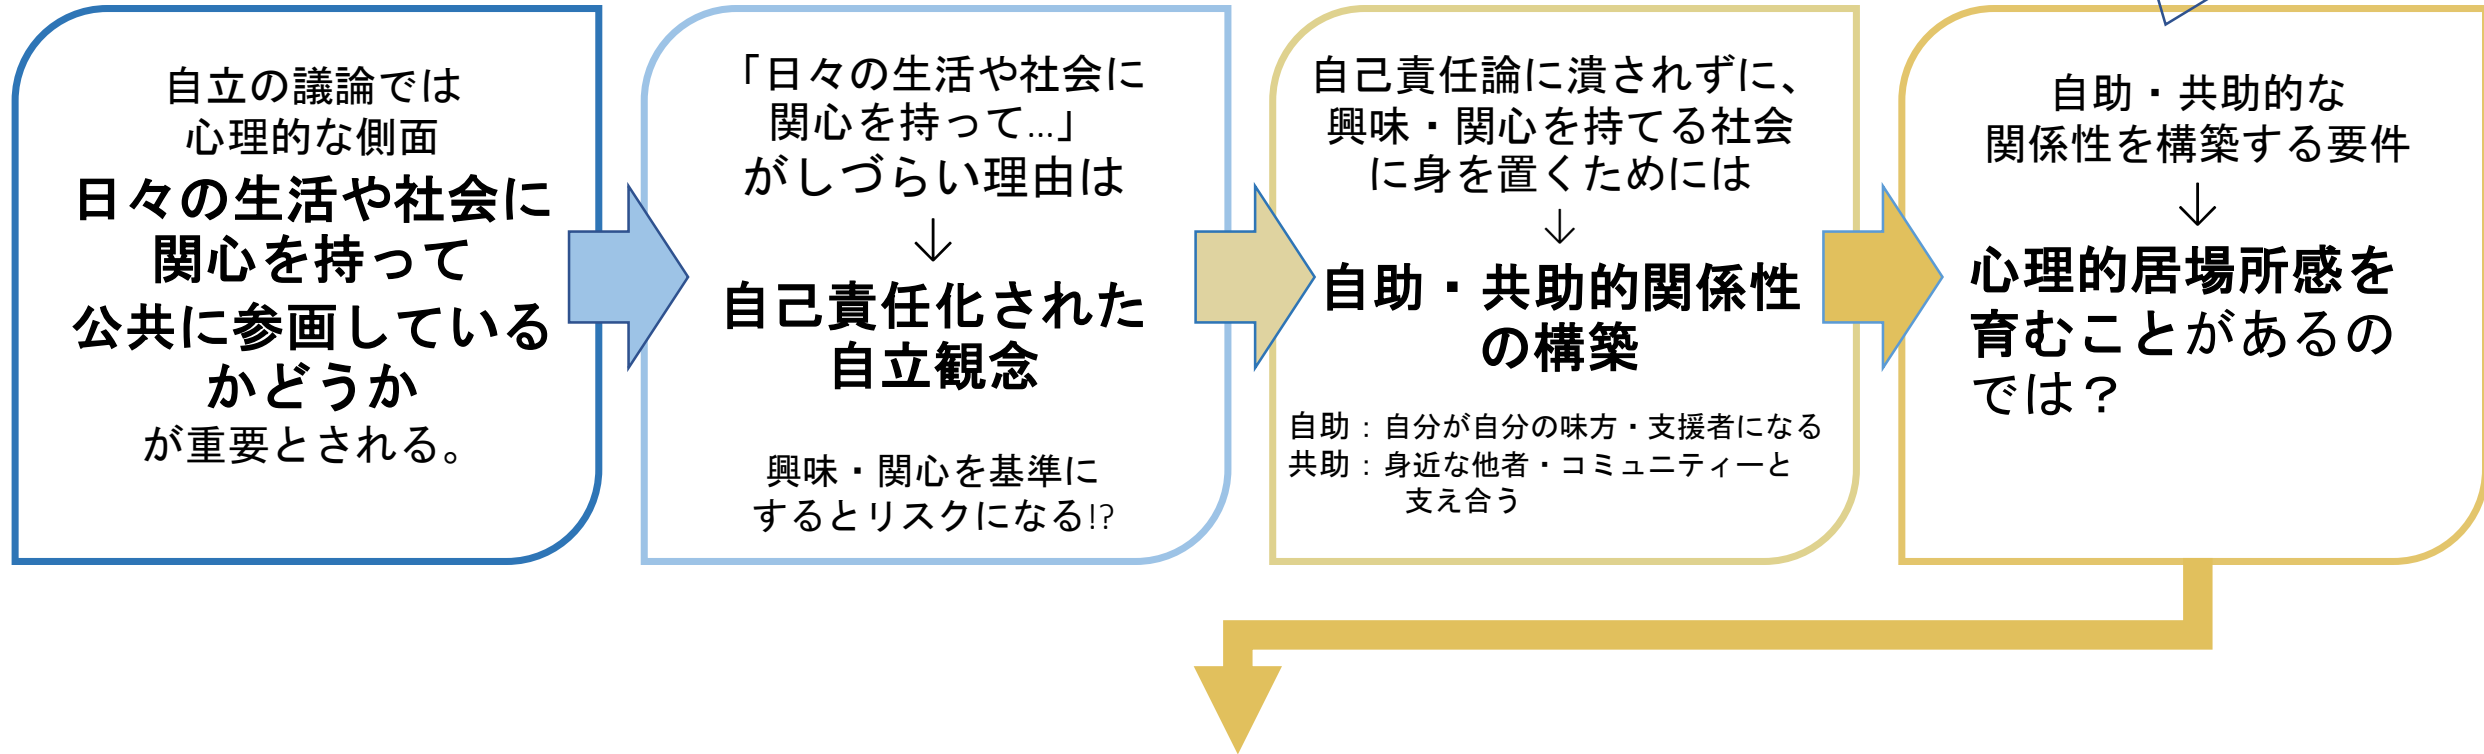 自立の議論では
心理的な側面
日々の生活や社会に
関心を持って
公共に参画している
かどうか
が重要とされる。
「日々の生活や社会に
関心を持って…」
がしづらい理由は
↓
自己責任化された
自立観念
興味・関心を基準に
するとリスクになる!?
自己責任論に潰されずに、
興味・関心を持てる社会
に身を置くためには
↓
自助・共助的関係性
の構築
自助：自分が自分の味方・支援者になる
共助：身近な他者・コミュニティーと
支え合う
自助・共助的な
関係性を構築する要件
↓
心理的居場所感を
育むことがあるの
では？